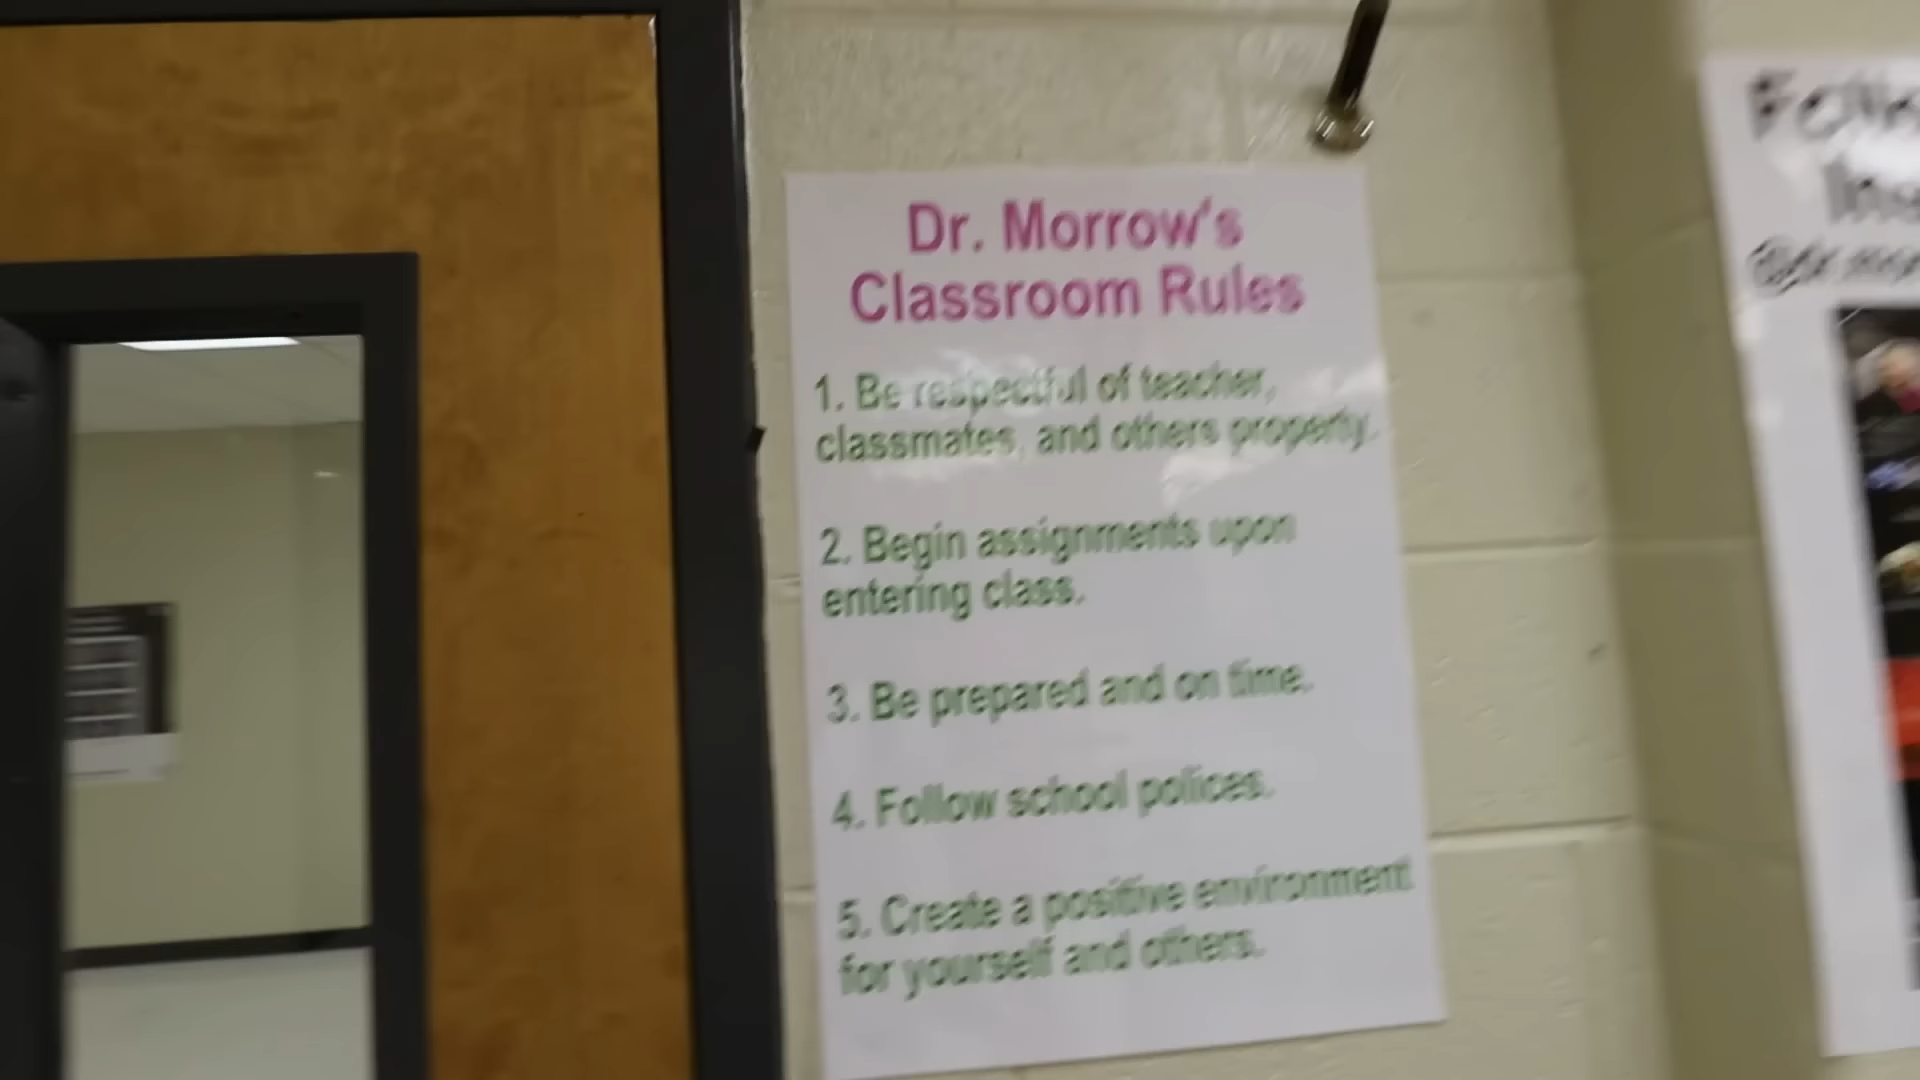 Dr. Morrow's
Classroom Rules
1. Be respectful of teacher,
classmates, and others property.
2. Begin assignments upon
entering class.
3. Be prepared and on time.
4. Follow school polices.
5. Create a positive environment
for yourself and others.